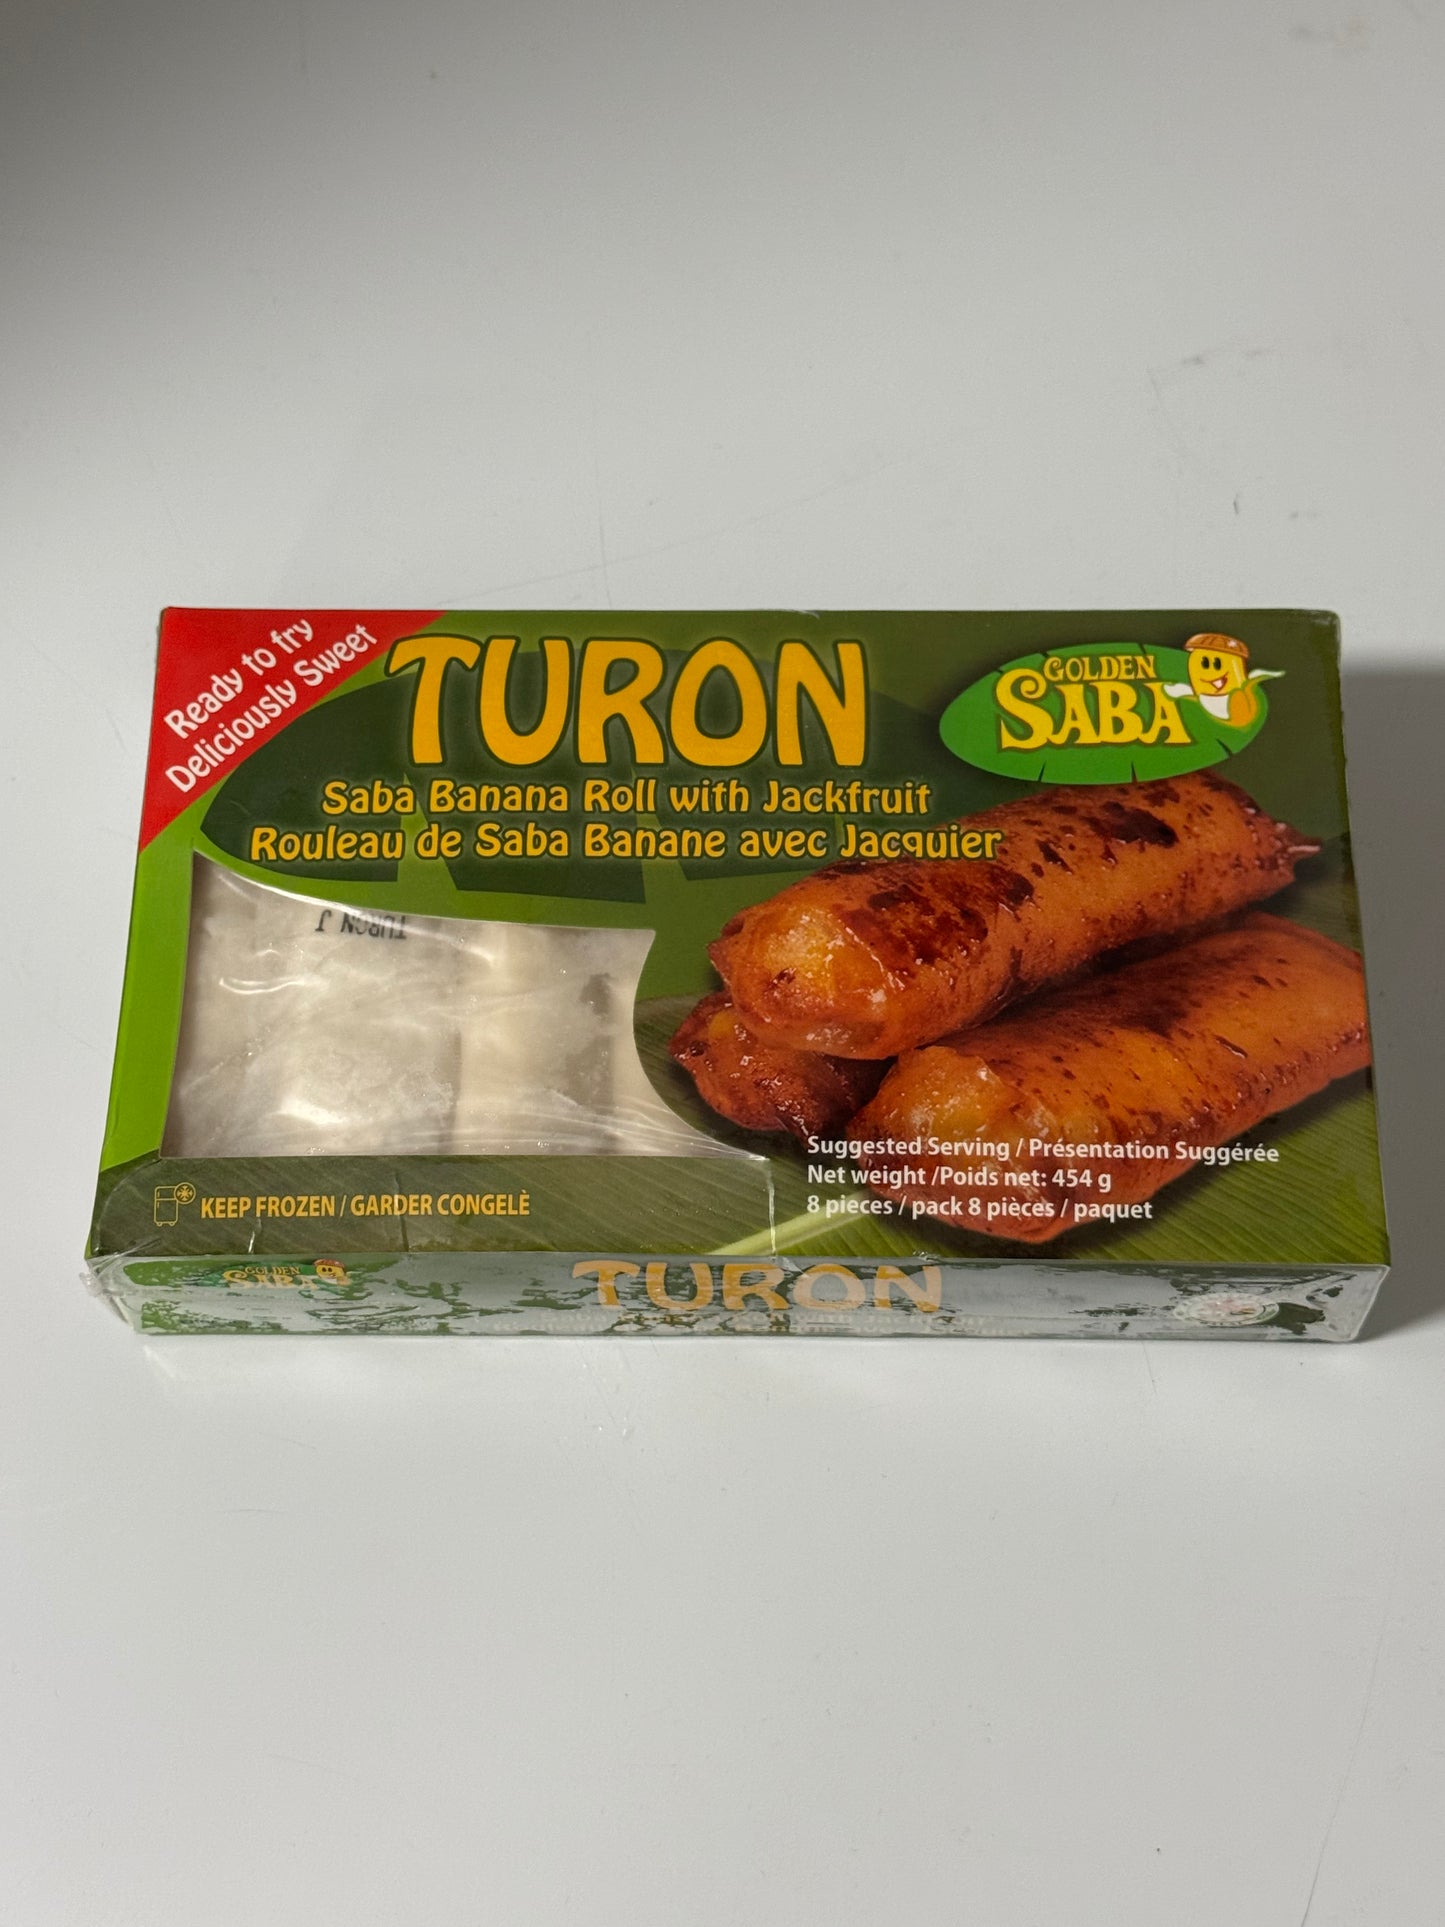 Ready to fry
Deliciously Sweet
TURON
GOLDEN
SABA
Saba Banana Roll with Jackfruit
Rouleau de Saba Banane avec Jacquier
TURON J
Suggested Serving / Présentation Suggérée
Net weight /Poids net: 454 g
8 pieces / pack 8 pièces / paquet
KEEP FROZEN / GARDER CONGELÈ
GOLDEN
SABA
TURON